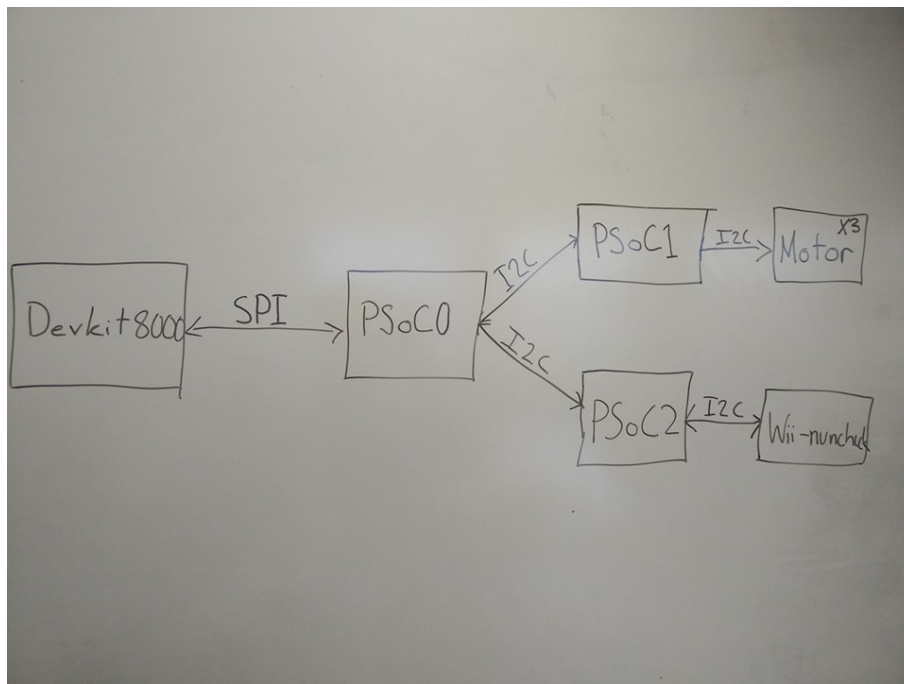 Devkit8000
SPI
PSoC0
I2C
I2C
PSoC1
I2C
Motor
X3
PSoC2
I2C
Wii-nunchuck